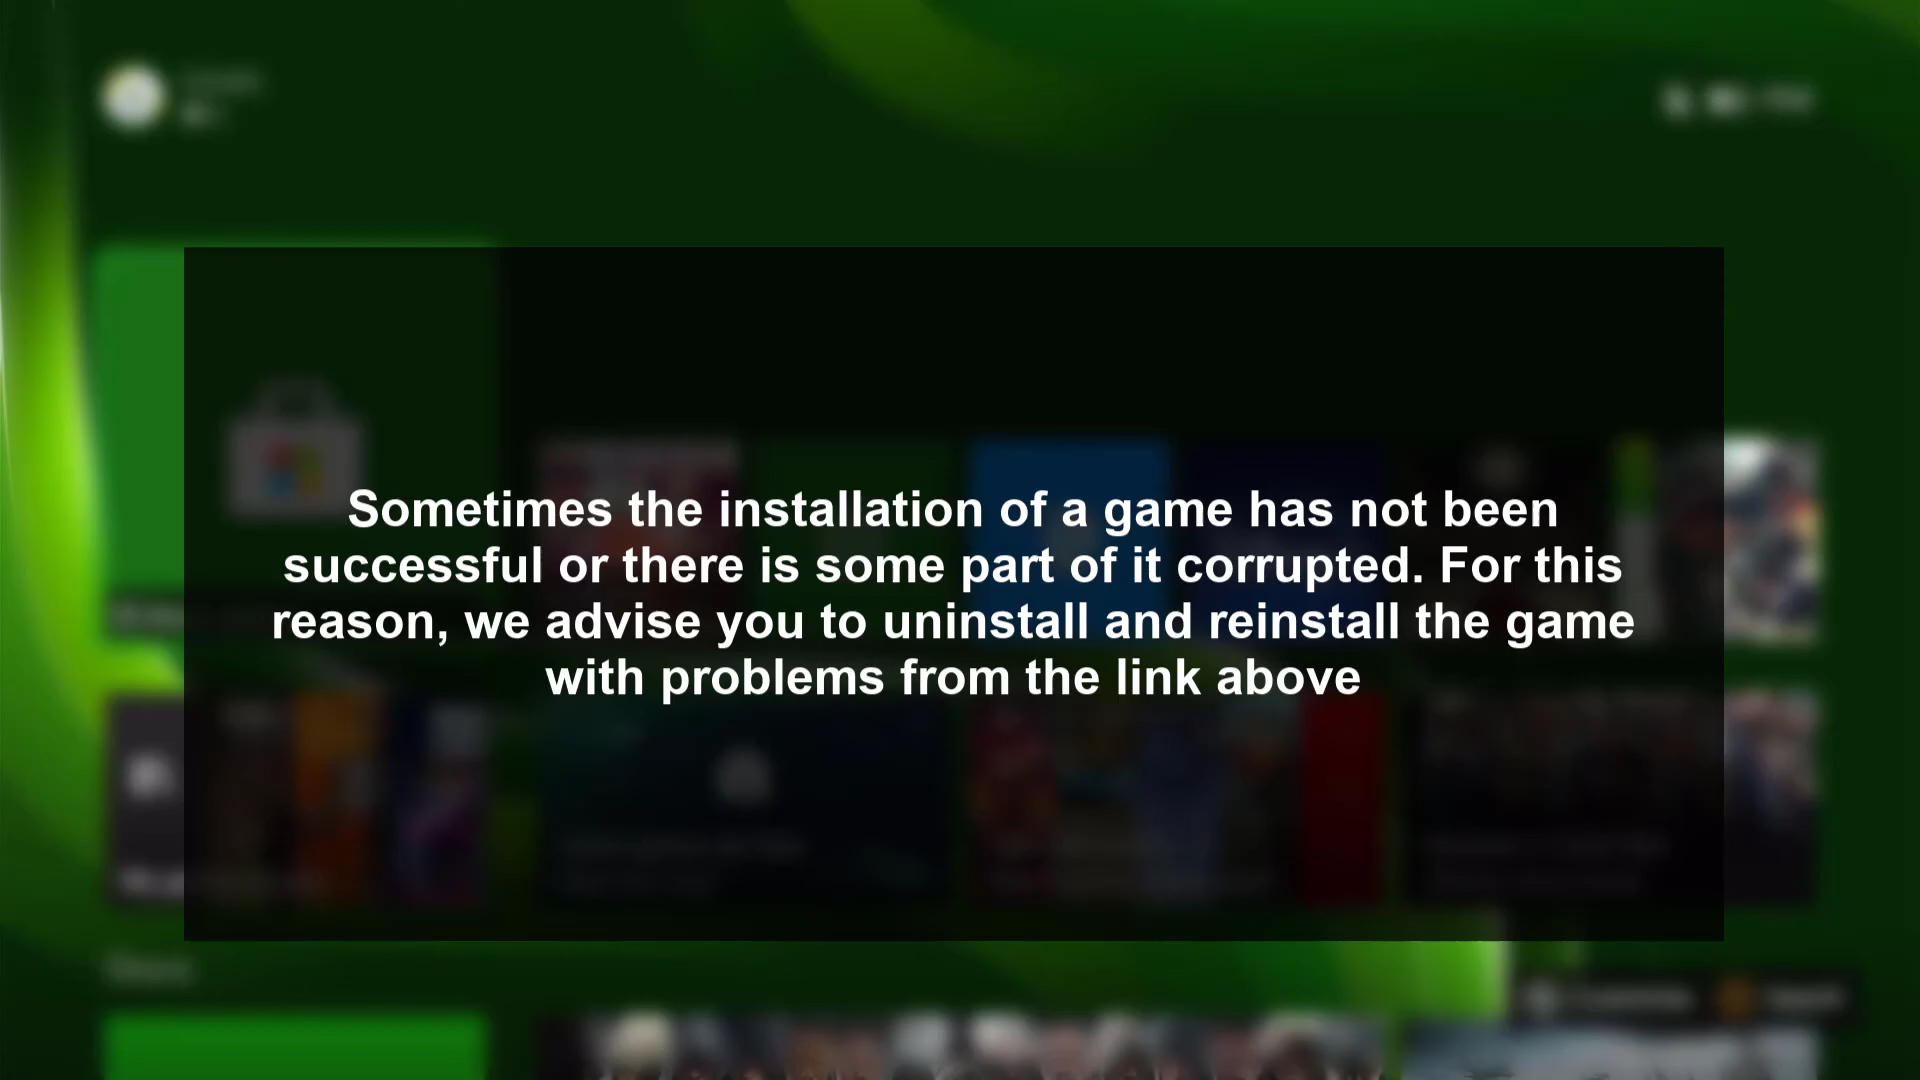 Sometimes the installation of a game has not been
successful or there is some part of it corrupted. For this
reason, we advise you to uninstall and reinstall the game
with problems from the link above